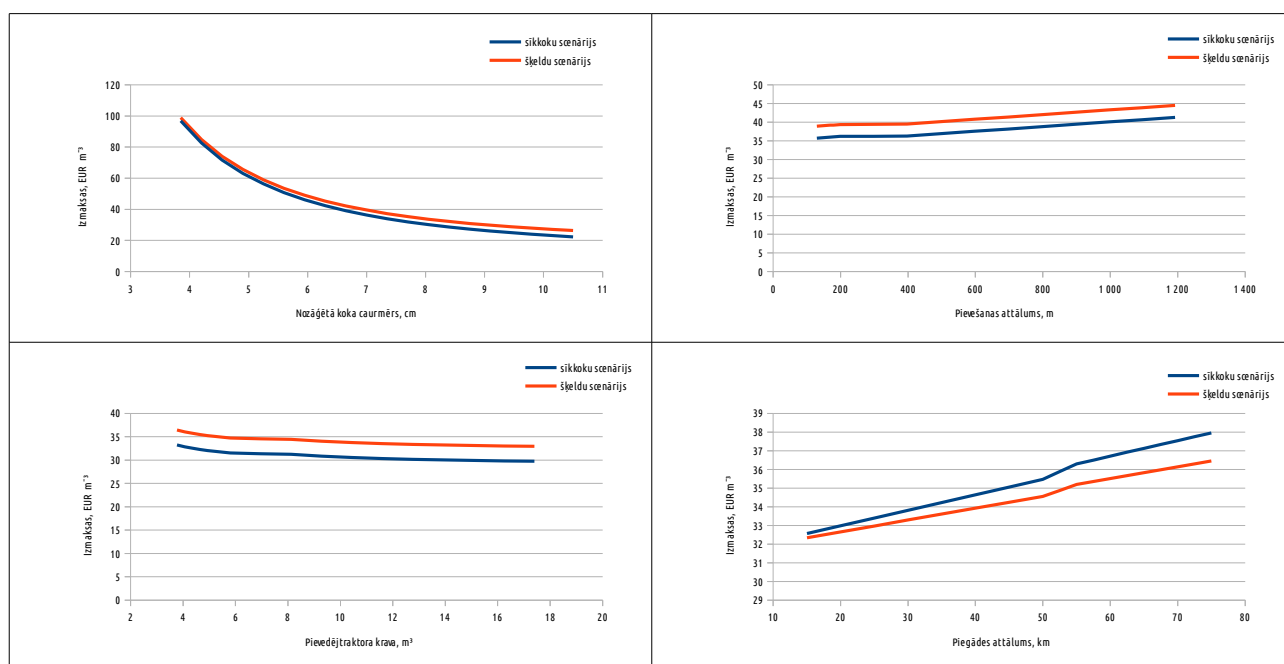 sīkkoku scenārijs
šķeldu scenārijs
120
100
80
60
40
20
0
3 4 5 6 7 8 9 10 11
Izmaksas, EUR m⁻³
Nozāģētā koka caurmērs, cm
sīkkoku scenārijs
šķeldu scenārijs
50
45
40
35
30
25
20
15
10
5
0
0 200 400 600 800 1 000 1 200 1 400
Izmaksas, EUR m⁻³
Pievešanas attālums, m
sīkkoku scenārijs
šķeldu scenārijs
40
35
30
25
20
15
10
5
0
2 4 6 8 10 12 14 16 18 20
Izmaksas, EUR m⁻³
Pievedējtraktora krava, m³
sīkkoku scenārijs
šķeldu scenārijs
39
38
37
36
35
34
33
32
31
30
29
10 20 30 40 50 60 70 80
Izmaksas, EUR m⁻³
Piegādes attālums, km